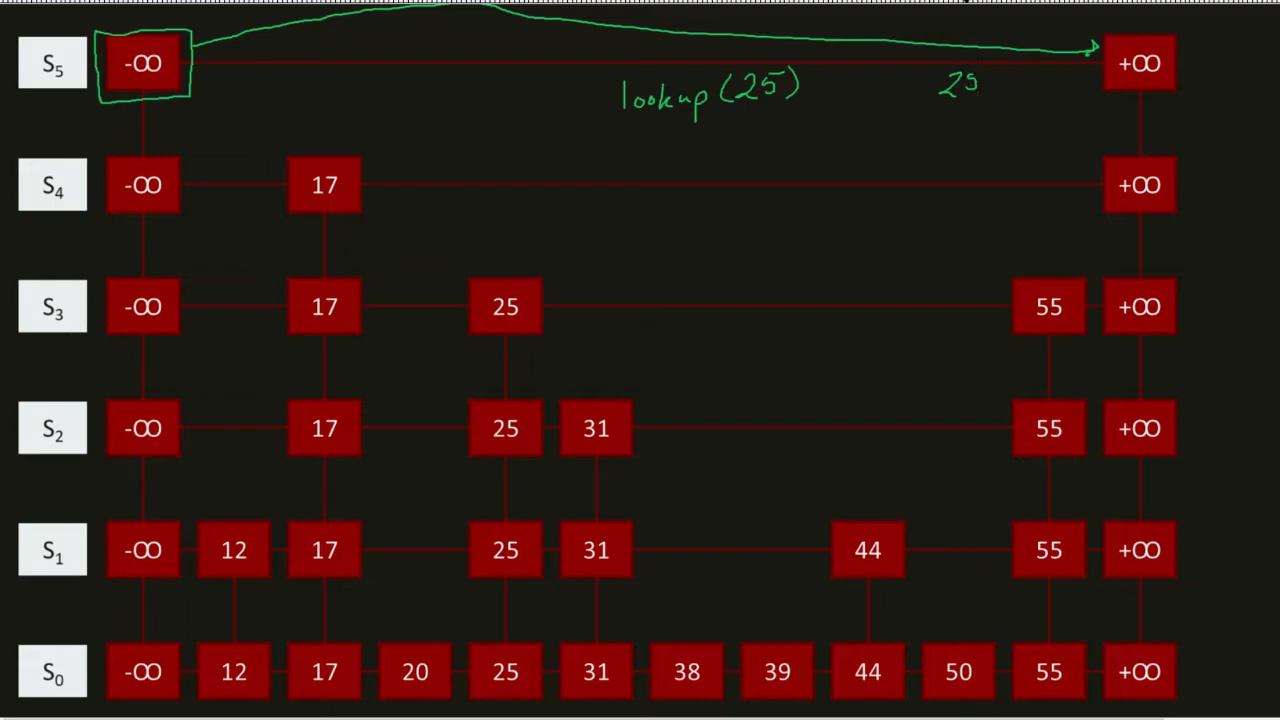 S₅ -∞ +∞
lookup(25) 25
S₄ -∞ 17 +∞
S₃ -∞ 17 25 55 +∞
S₂ -∞ 17 25 31 55 +∞
S₁ -∞ 12 17 25 31 44 55 +∞
S₀ -∞ 12 17 20 25 31 38 39 44 50 55 +∞